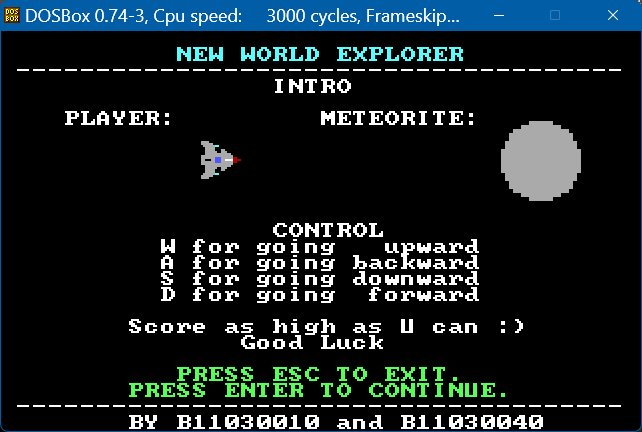 DOSBox 0.74-3, Cpu speed: 3000 cycles, Frameskip...
NEW WORLD EXPLORER
INTRO
PLAYER: METEORITE:
CONTROL
W for going upward
A for going backward
S for going downward
D for going forward
Score as high as U can :)
Good Luck
PRESS ESC TO EXIT.
PRESS ENTER TO CONTINUE.
BY B11030010 and B11030040